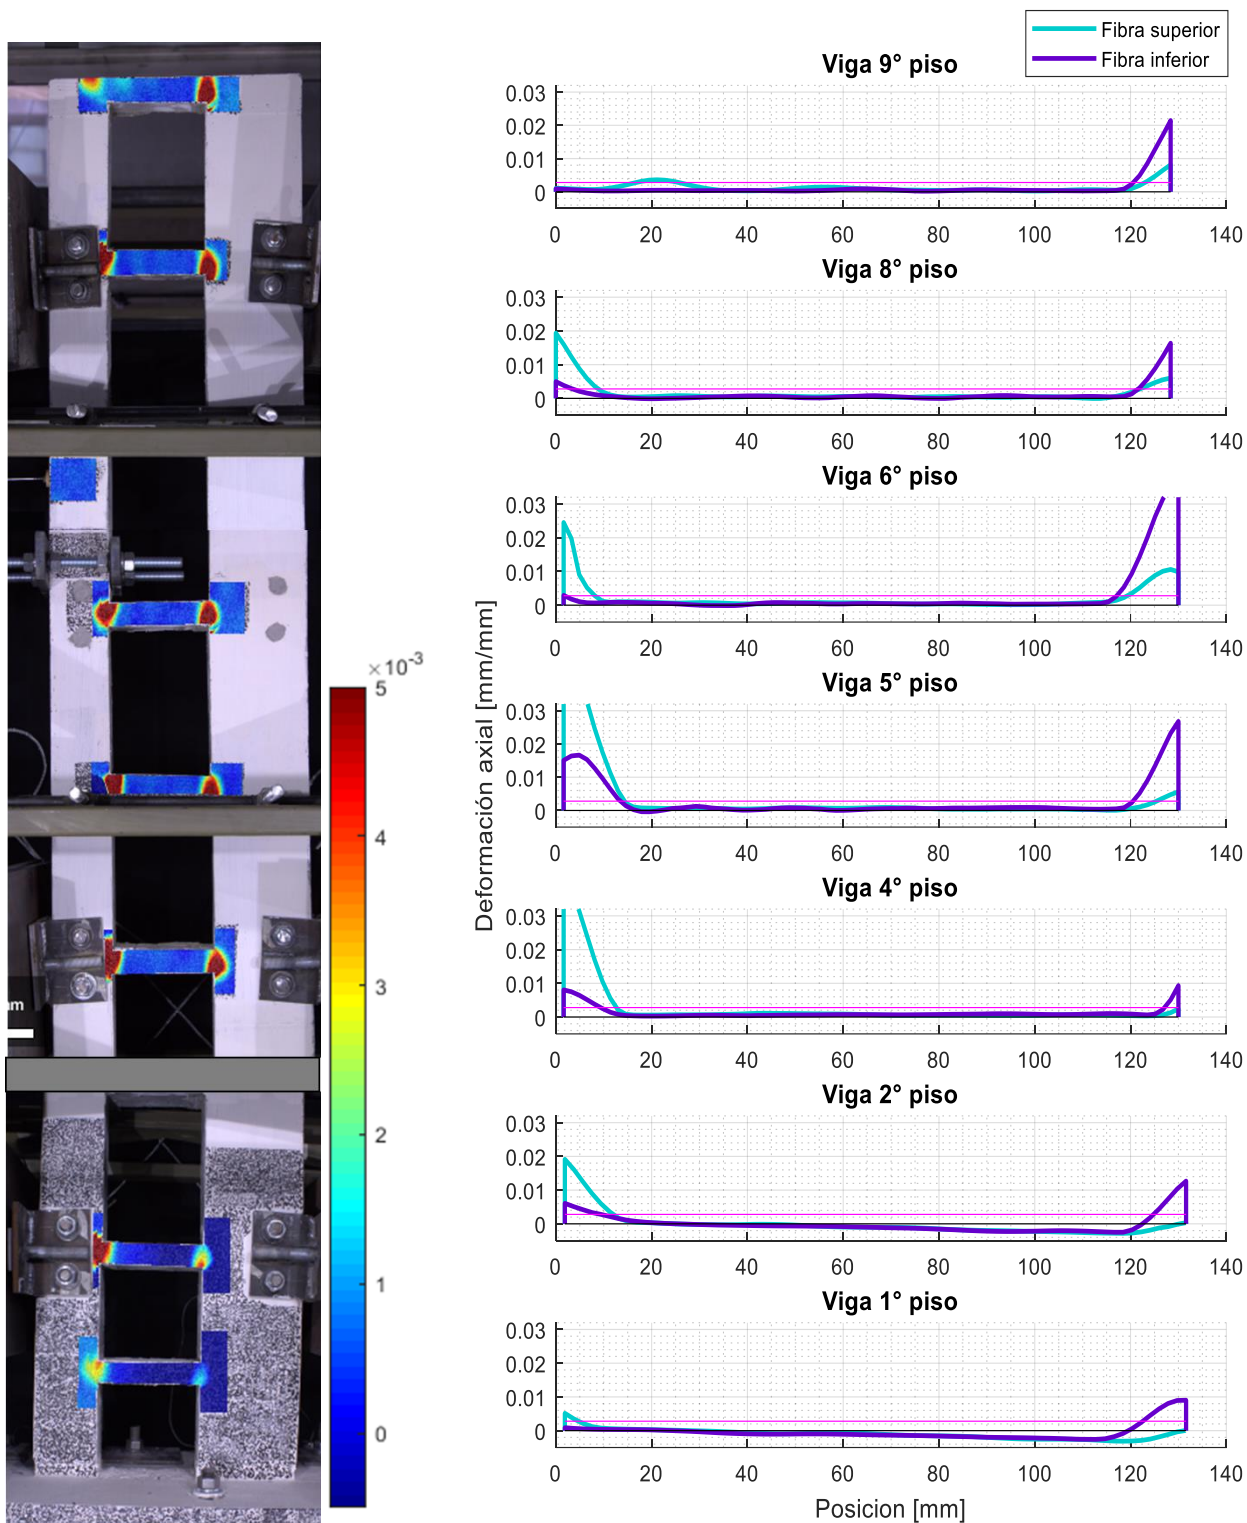 Fibra superior
Fibra inferior
Viga 9° piso
0.03
0.02
0.01
0
0 20 40 60 80 100 120 140
Viga 8° piso
0.03
0.02
0.01
0
0 20 40 60 80 100 120 140
Viga 6° piso
0.03
0.02
0.01
0
0 20 40 60 80 100 120 140
Viga 5° piso
0.03
0.02
0.01
0
0 20 40 60 80 100 120 140
Viga 4° piso
0.03
0.02
0.01
0
0 20 40 60 80 100 120 140
Viga 2° piso
0.03
0.02
0.01
0
0 20 40 60 80 100 120 140
Viga 1° piso
0.03
0.02
0.01
0
0 20 40 60 80 100 120 140
Posicion [mm]
Deformación axial [mm/mm]
×10-3
5
4
3
2
1
0